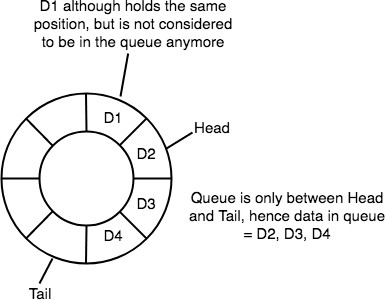 D1 although holds the same
position, but is not considered
to be in the queue anymore
D1
Head
D2
D3
Queue is only between Head
and Tail, hence data in queue
= D2, D3, D4
D4
Tail